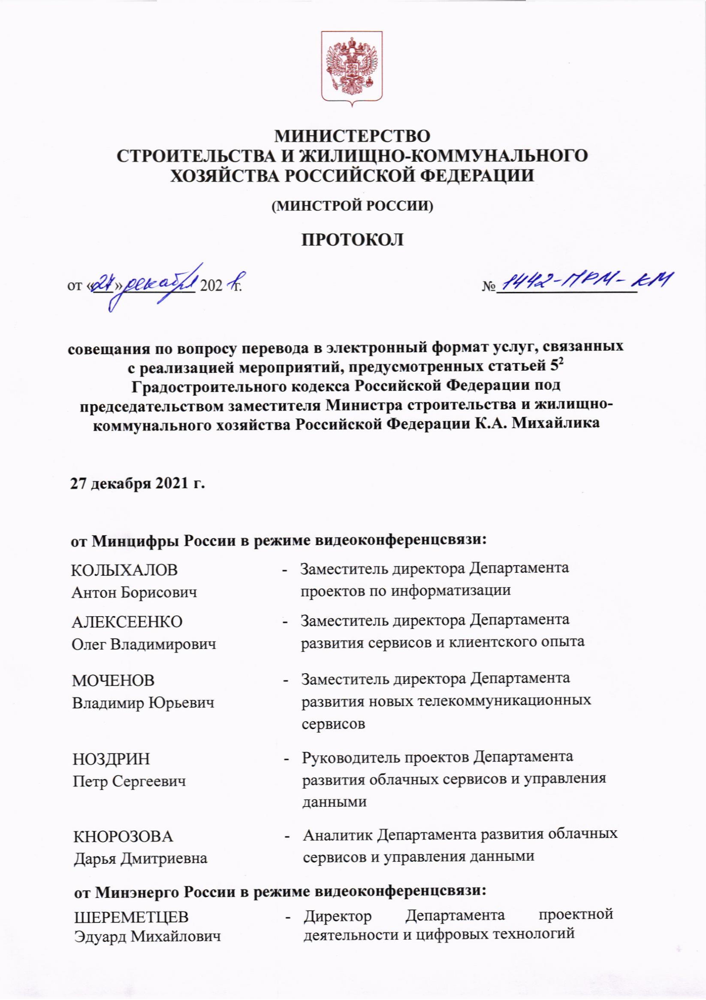 МИНИСТЕРСТВО
СТРОИТЕЛЬСТВА И ЖИЛИЩНО-КОММУНАЛЬНОГО
ХОЗЯЙСТВА РОССИЙСКОЙ ФЕДЕРАЦИИ
(МИНСТРОЙ РОССИИ)
ПРОТОКОЛ
от «27» декабря 2021 г. № 1442-ПРМ-КМ
совещания по вопросу перевода в электронный формат услуг, связанных
с реализацией мероприятий, предусмотренных статьей 5²
Градостроительного кодекса Российской Федерации под
председательством заместителя Министра строительства и жилищно-
коммунального хозяйства Российской Федерации К.А. Михайлика
27 декабря 2021 г.
от Минцифры России в режиме видеоконференцсвязи:
КОЛЫХАЛОВ - Заместитель директора Департамента
Антон Борисович проектов по информатизации
АЛЕКСЕЕНКО - Заместитель директора Департамента
Олег Владимирович развития сервисов и клиентского опыта
МОЧЕНОВ - Заместитель директора Департамента
Владимир Юрьевич развития новых телекоммуникационных
сервисов
НОЗДРИН - Руководитель проектов Департамента
Петр Сергеевич развития облачных сервисов и управления
данными
КНОРОЗОВА - Аналитик Департамента развития облачных
Дарья Дмитриевна сервисов и управления данными
от Минэнерго России в режиме видеоконференцсвязи:
ШЕРЕМЕТЦЕВ - Директор Департамента проектной
Эдуард Михайлович деятельности и цифровых технологий